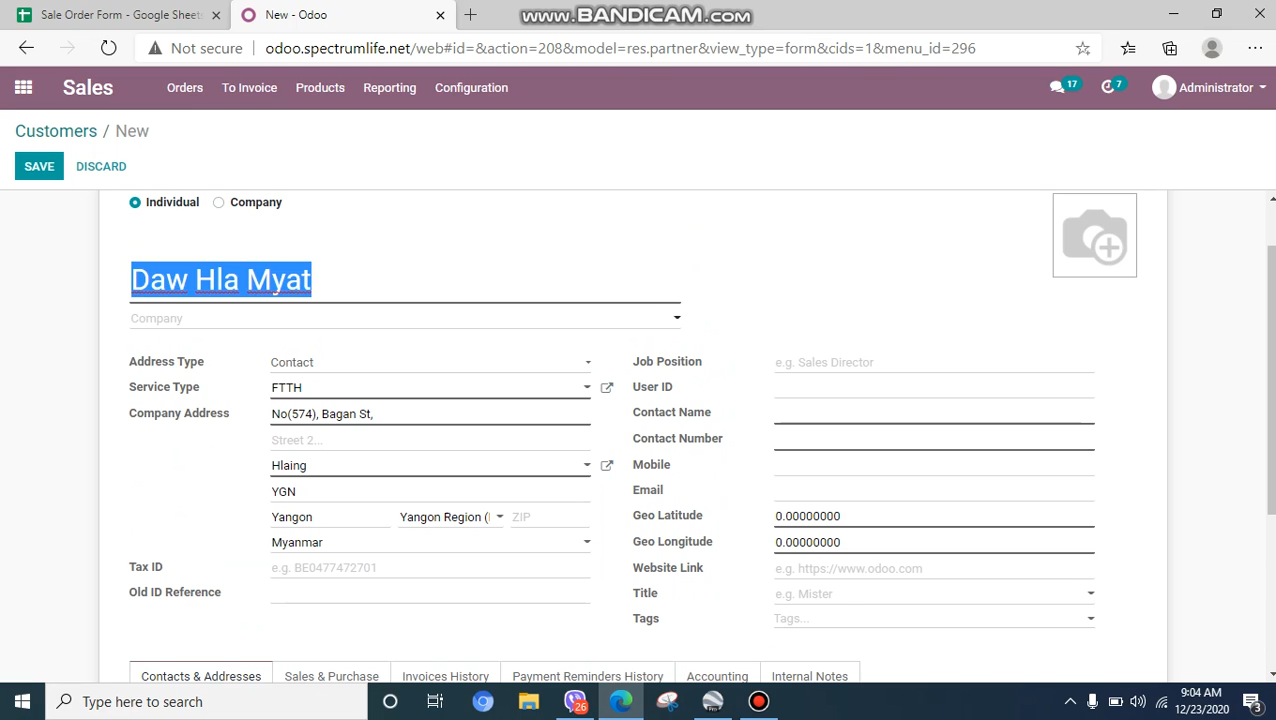 Sale Order Form - Google Sheets
New - Odoo
www.BANDICAM.com
Not secure
odoo.spectrumlife.net/web#id=&action=208&model=res.partner&view_type=form&cids=1&menu_id=296
Sales
Orders
To Invoice
Products
Reporting
Configuration
17
7
Administrator
Customers / New
SAVE
DISCARD
Individual
Company
Daw Hla Myat
Company
Address Type
Contact
Job Position
e.g. Sales Director
Service Type
FTTH
User ID
Company Address
No(574), Bagan St,
Contact Name
Street 2...
Contact Number
Hlaing
Mobile
YGN
Email
Yangon
Yangon Region (
ZIP
Geo Latitude
0.00000000
Myanmar
Geo Longitude
0.00000000
Tax ID
e.g. BE0477472701
Website Link
e.g. https://www.odoo.com
Old ID Reference
Title
e.g. Mister
Tags
Tags...
Contacts & Addresses
Sales & Purchase
Invoices History
Payment Reminders History
Accounting
Internal Notes
Type here to search
26
Pro
9:04 AM
12/23/2020
3